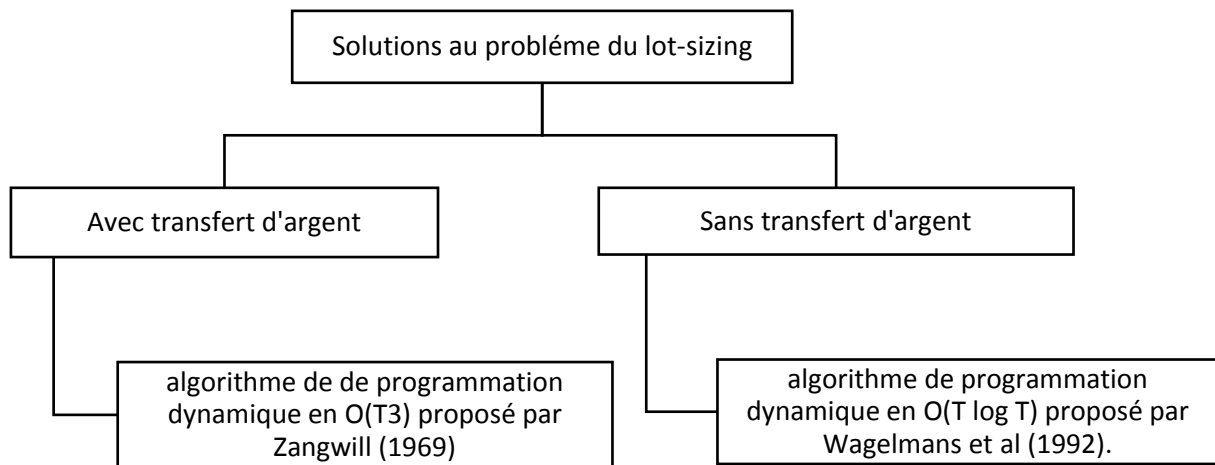 Solutions au probléme du lot-sizing
Avec transfert d'argent
Sans transfert d'argent
algorithme de de programmation
dynamique en O(T3) proposé par
Zangwill (1969)
algorithme de programmation
dynamique en O(T log T) proposé par
Wagelmans et al (1992).